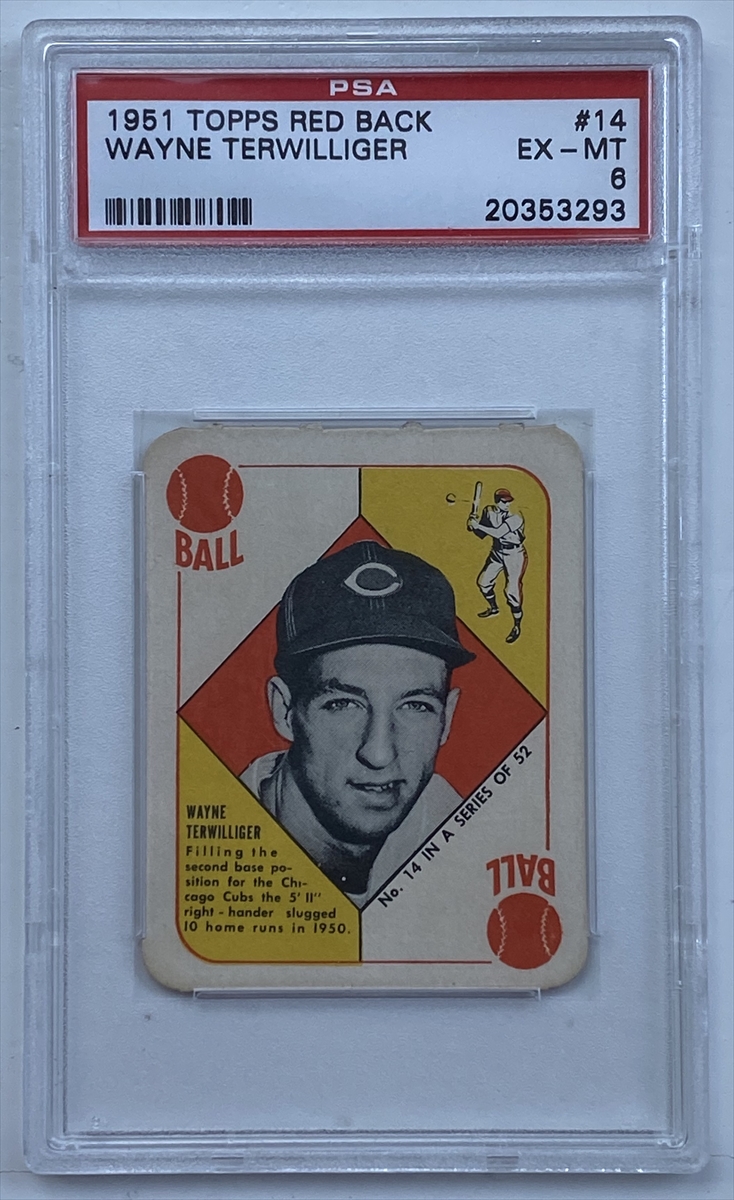 PSA
1951 TOPPS RED BACK #14
WAYNE TERWILLIGER EX - MT
6
20353293
BALL
C
WAYNE
TERWILLIGER
Filling the
second base po-
sition for the Chi-
cago Cubs the 5' 11"
right - hander slugged
10 home runs in 1950.
No. 14 IN A SERIES OF 52
BALL